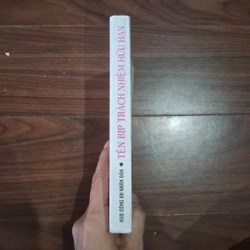 TÊN BỊP TRÁCH NHIỆM HỮU HẠN
NXB CÔNG AN NHÂN DÂN